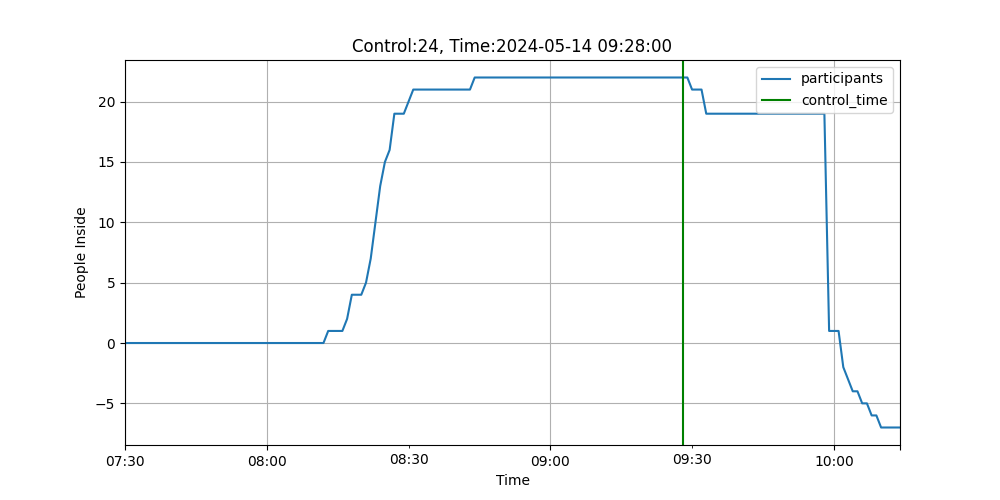 Control:24, Time:2024-05-14 09:28:00
participants
control_time
People Inside
20
15
10
5
0
−5
07:30 08:00 08:30 09:00 09:30 10:00
Time